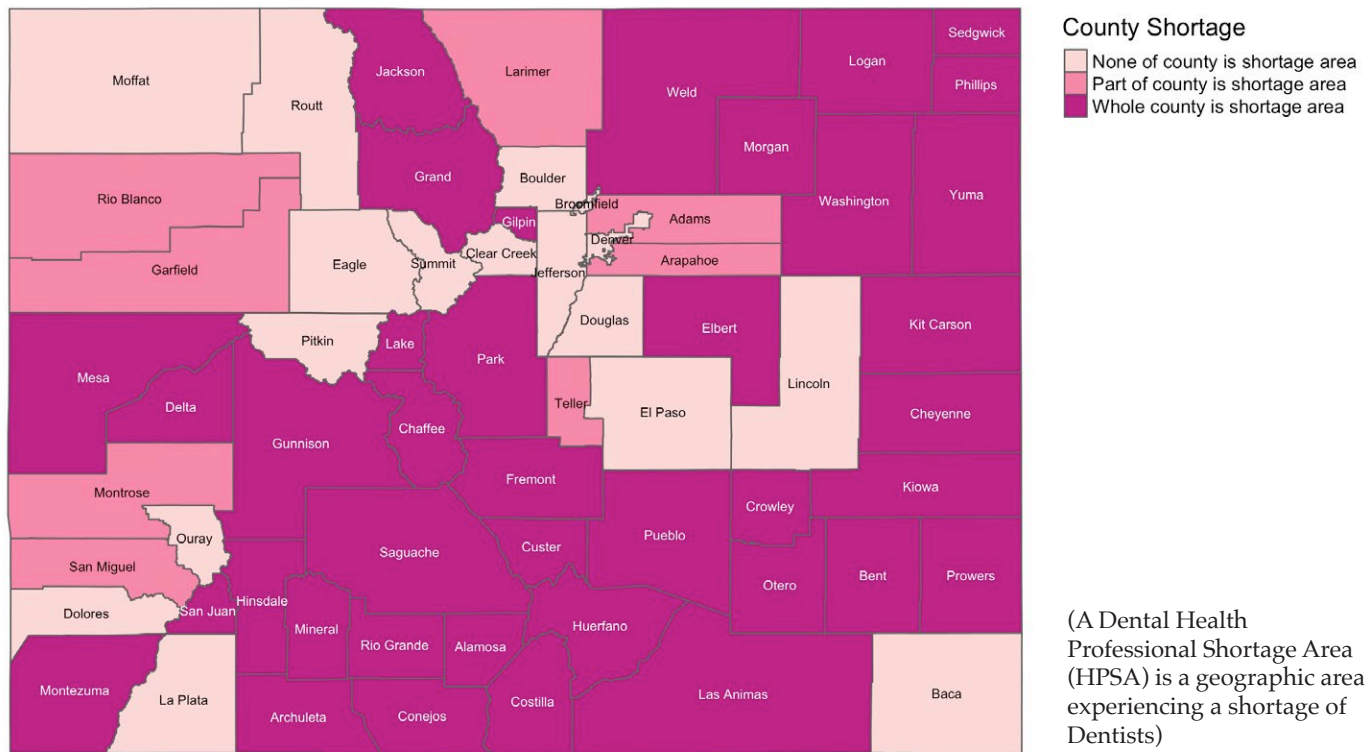 County Shortage
None of county is shortage area
Part of county is shortage area
Whole county is shortage area
Moffat
Routt
Jackson
Larimer
Weld
Logan
Sedgwick
Phillips
Morgan
Rio Blanco
Grand
Boulder
Broomfield
Adams
Washington
Yuma
Garfield
Eagle
Summit
Gilpin
Clear Creek
Jefferson
Denver
Arapahoe
Mesa
Pitkin
Lake
Park
Douglas
Elbert
Lincoln
Kit Carson
Delta
Gunnison
Chaffee
Teller
El Paso
Cheyenne
Montrose
Fremont
Crowley
Kiowa
Ouray
Saguache
Custer
Pueblo
San Miguel
Otero
Bent
Prowers
Dolores
San Juan
Hinsdale
Mineral
Rio Grande
Alamosa
Huerfano
Montezuma
La Plata
Archuleta
Conejos
Costilla
Las Animas
Baca
(A Dental Health
Professional Shortage Area
(HPSA) is a geographic area
experiencing a shortage of
Dentists)